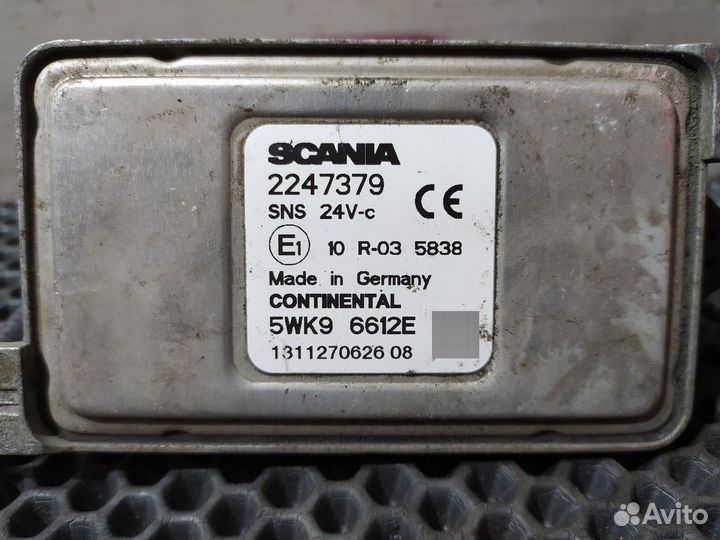 SCANIA
2247379
SNS 24V-c
CE
E1 10 R-03 5838
Made in Germany
CONTINENTAL
5WK9 6612E
1311270626 08
Avito